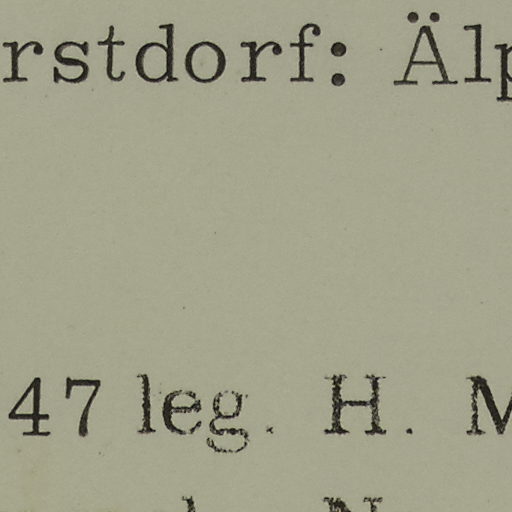 rstdorf: Älp
47 leg. H. M